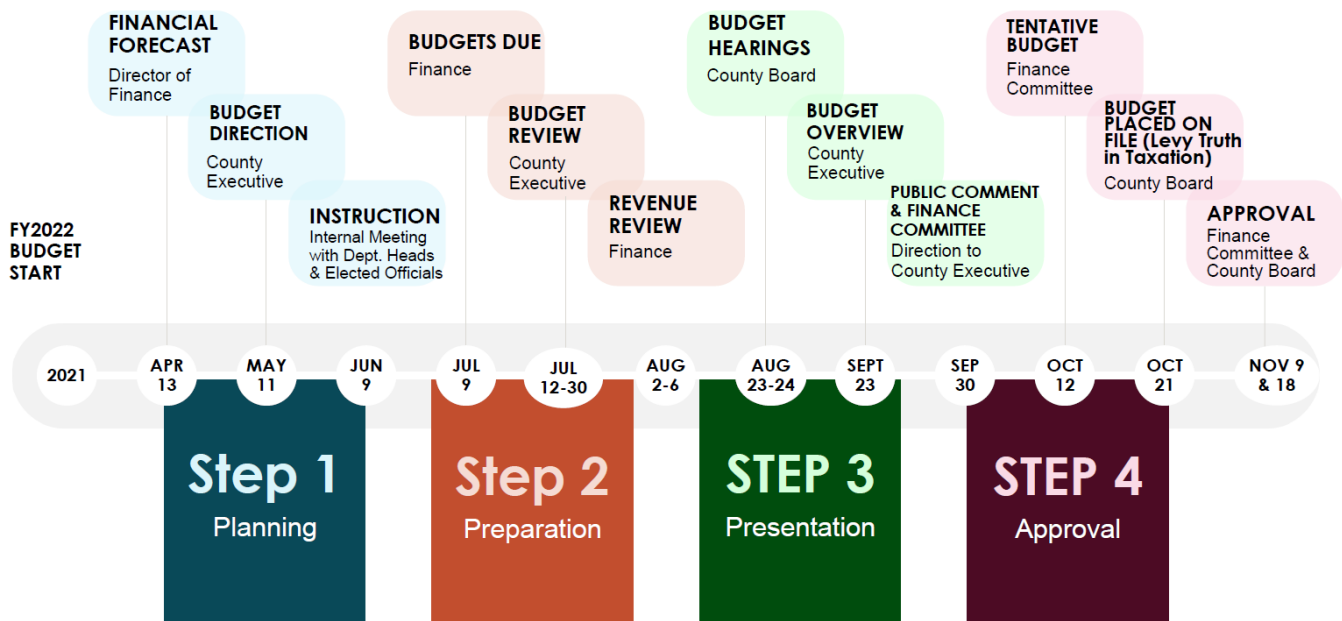 FINANCIAL
FORECAST
Director of
Finance
BUDGET
DIRECTION
County
Executive
INSTRUCTION
Internal Meeting
with Dept. Heads
& Elected Officials
BUDGETS DUE
Finance
BUDGET
REVIEW
County
Executive
REVENUE
REVIEW
Finance
BUDGET
HEARINGS
County Board
BUDGET
OVERVIEW
County
Executive
PUBLIC COMMENT
& FINANCE
COMMITTEE
Direction to
County Executive
TENTATIVE
BUDGET
Finance
Committee
BUDGET
PLACED ON
FILE (Levy Truth
in Taxation)
County Board
APPROVAL
Finance
Committee &
County Board
FY2022
BUDGET
START
2021
APR
13
MAY
11
JUN
9
JUL
9
JUL
12-30
AUG
2-6
AUG
23-24
SEPT
23
SEP
30
OCT
12
OCT
21
NOV 9
& 18
Step 1
Planning
Step 2
Preparation
STEP 3
Presentation
STEP 4
Approval